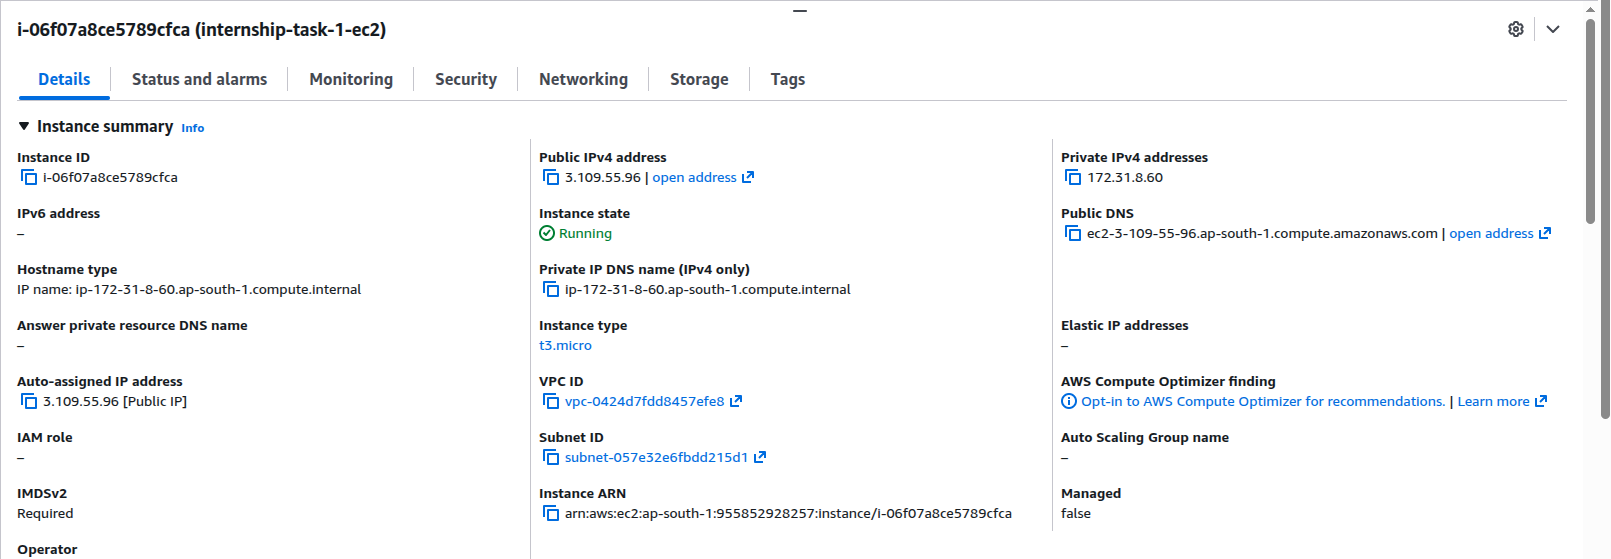 i-06f07a8ce5789cfca (internship-task-1-ec2)
Details
Status and alarms
Monitoring
Security
Networking
Storage
Tags
Instance summary Info
Instance ID
i-06f07a8ce5789cfca
Public IPv4 address
3.109.55.96 | open address
Private IPv4 addresses
172.31.8.60
IPv6 address
–
Instance state
Running
Public DNS
ec2-3-109-55-96.ap-south-1.compute.amazonaws.com | open address
Hostname type
IP name: ip-172-31-8-60.ap-south-1.compute.internal
Private IP DNS name (IPv4 only)
ip-172-31-8-60.ap-south-1.compute.internal
Answer private resource DNS name
–
Instance type
t3.micro
Elastic IP addresses
–
Auto-assigned IP address
3.109.55.96 [Public IP]
VPC ID
vpc-0424d7fdd8457efe8
AWS Compute Optimizer finding
Opt-in to AWS Compute Optimizer for recommendations. | Learn more
IAM role
–
Subnet ID
subnet-057e32e6fbdd215d1
Auto Scaling Group name
–
IMDSv2
Required
Instance ARN
arn:aws:ec2:ap-south-1:955852928257:instance/i-06f07a8ce5789cfca
Managed
false
Operator